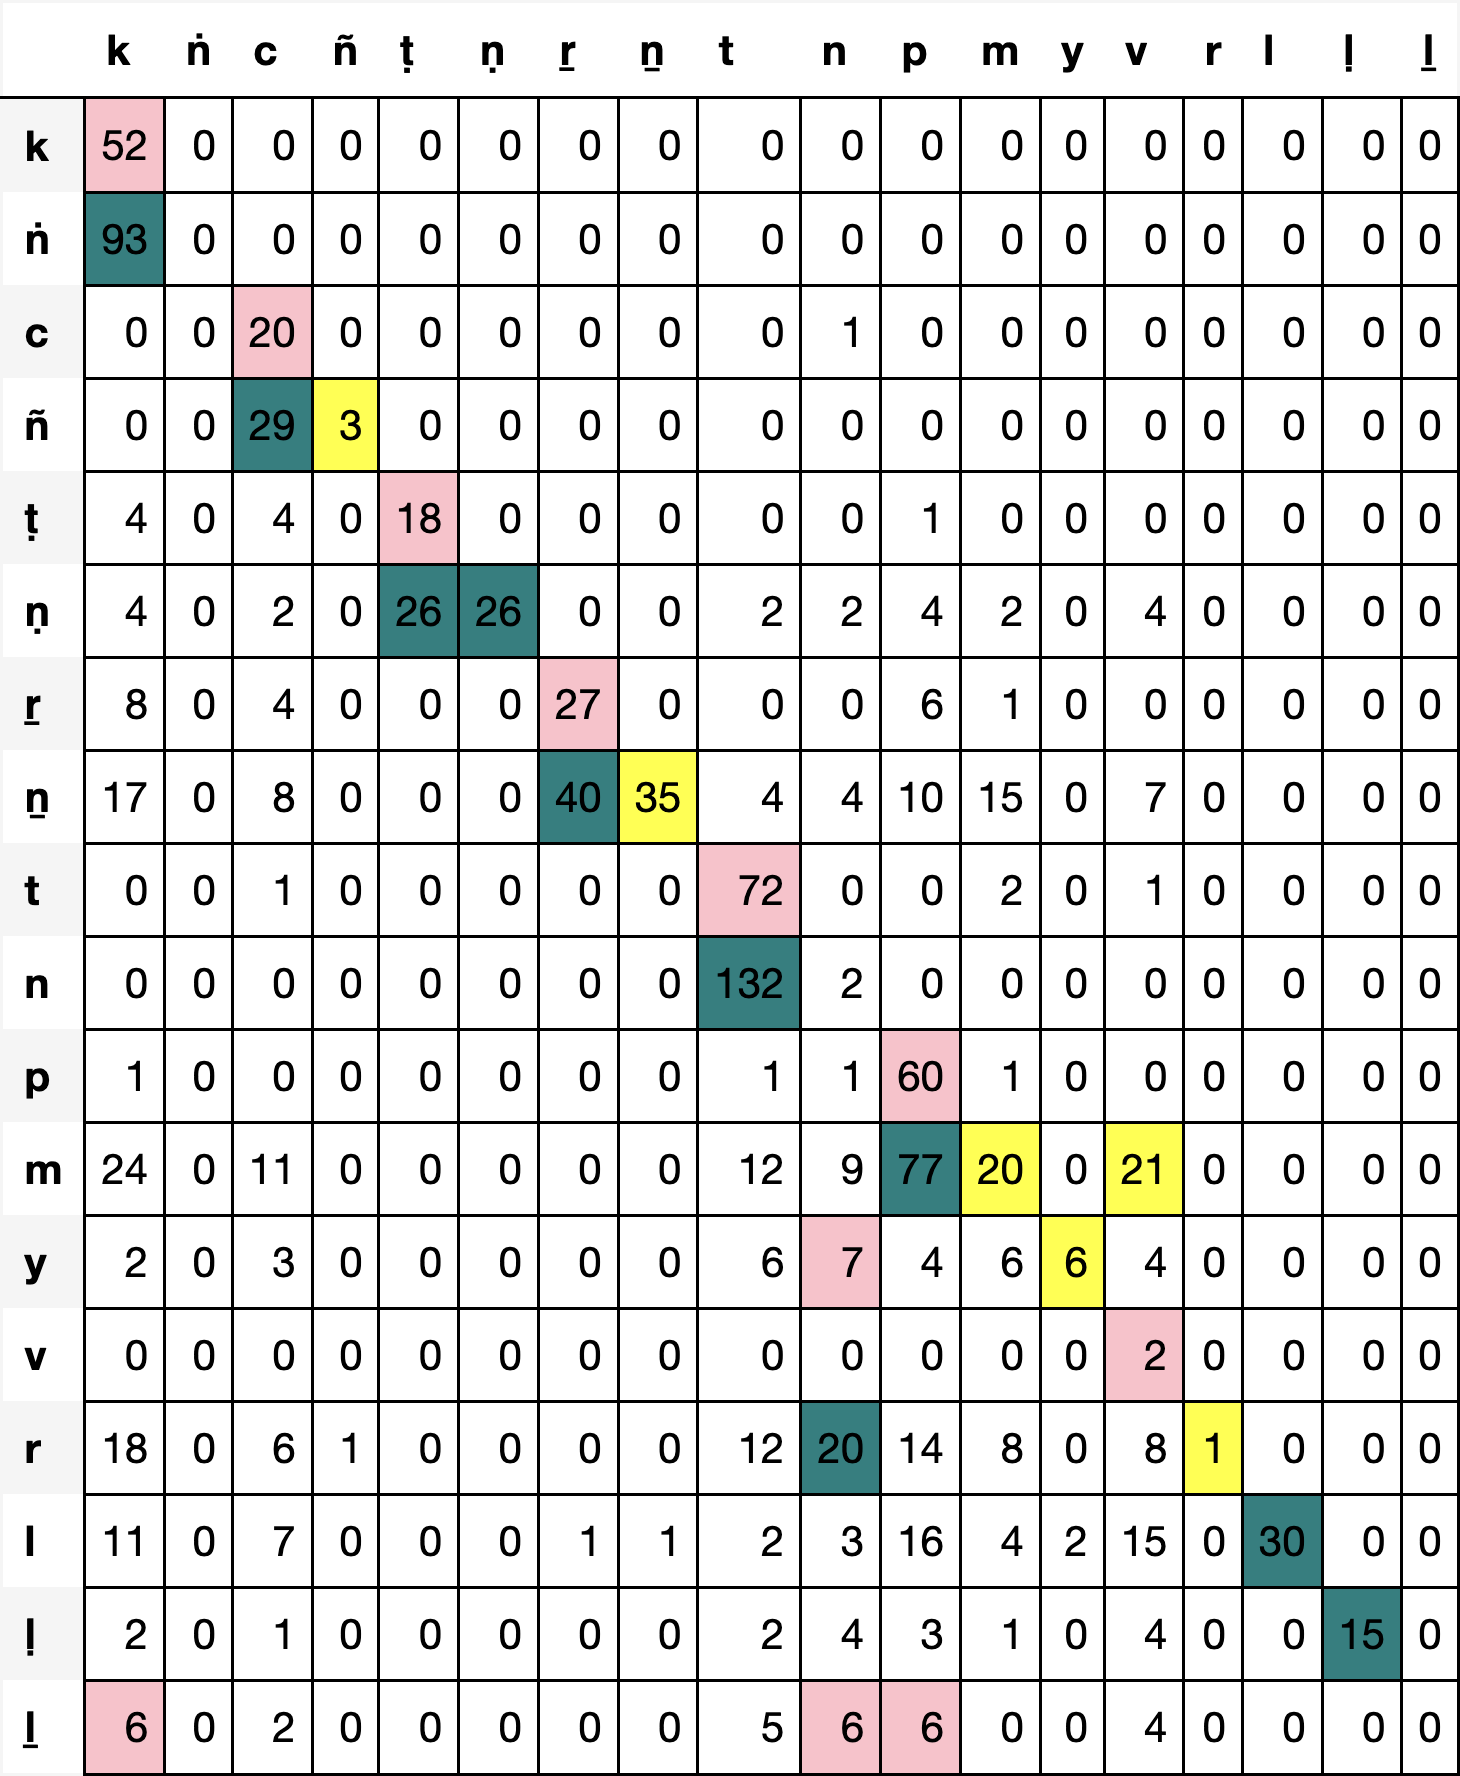 k ṅ c ñ ṭ ṇ ṟ ṉ t n p m y v r l ḷ ḻ
k 52 0 0 0 0 0 0 0 0 0 0 0 0 0 0 0 0 0
ṅ 93 0 0 0 0 0 0 0 0 0 0 0 0 0 0 0 0 0
c 0 0 20 0 0 0 0 0 0 1 0 0 0 0 0 0 0 0
ñ 0 0 29 3 0 0 0 0 0 0 0 0 0 0 0 0 0 0
ṭ 4 0 4 0 18 0 0 0 0 0 1 0 0 0 0 0 0 0
ṇ 4 0 2 0 26 26 0 0 2 2 4 2 0 4 0 0 0 0
ṟ 8 0 4 0 0 0 27 0 0 0 6 1 0 0 0 0 0 0
ṉ 17 0 8 0 0 0 40 35 4 4 10 15 0 7 0 0 0 0
t 0 0 1 0 0 0 0 0 72 0 0 2 0 1 0 0 0 0
n 0 0 0 0 0 0 0 0 132 2 0 0 0 0 0 0 0 0
p 1 0 0 0 0 0 0 0 1 1 60 1 0 0 0 0 0 0
m 24 0 11 0 0 0 0 0 12 9 77 20 0 21 0 0 0 0
y 2 0 3 0 0 0 0 0 6 7 4 6 6 4 0 0 0 0
v 0 0 0 0 0 0 0 0 0 0 0 0 0 2 0 0 0 0
r 18 0 6 1 0 0 0 0 12 20 14 8 0 8 1 0 0 0
l 11 0 7 0 0 0 1 1 2 3 16 4 2 15 0 30 0 0
ḷ 2 0 1 0 0 0 0 0 2 4 3 1 0 4 0 0 15 0
ḻ 6 0 2 0 0 0 0 0 5 6 6 0 0 4 0 0 0 0